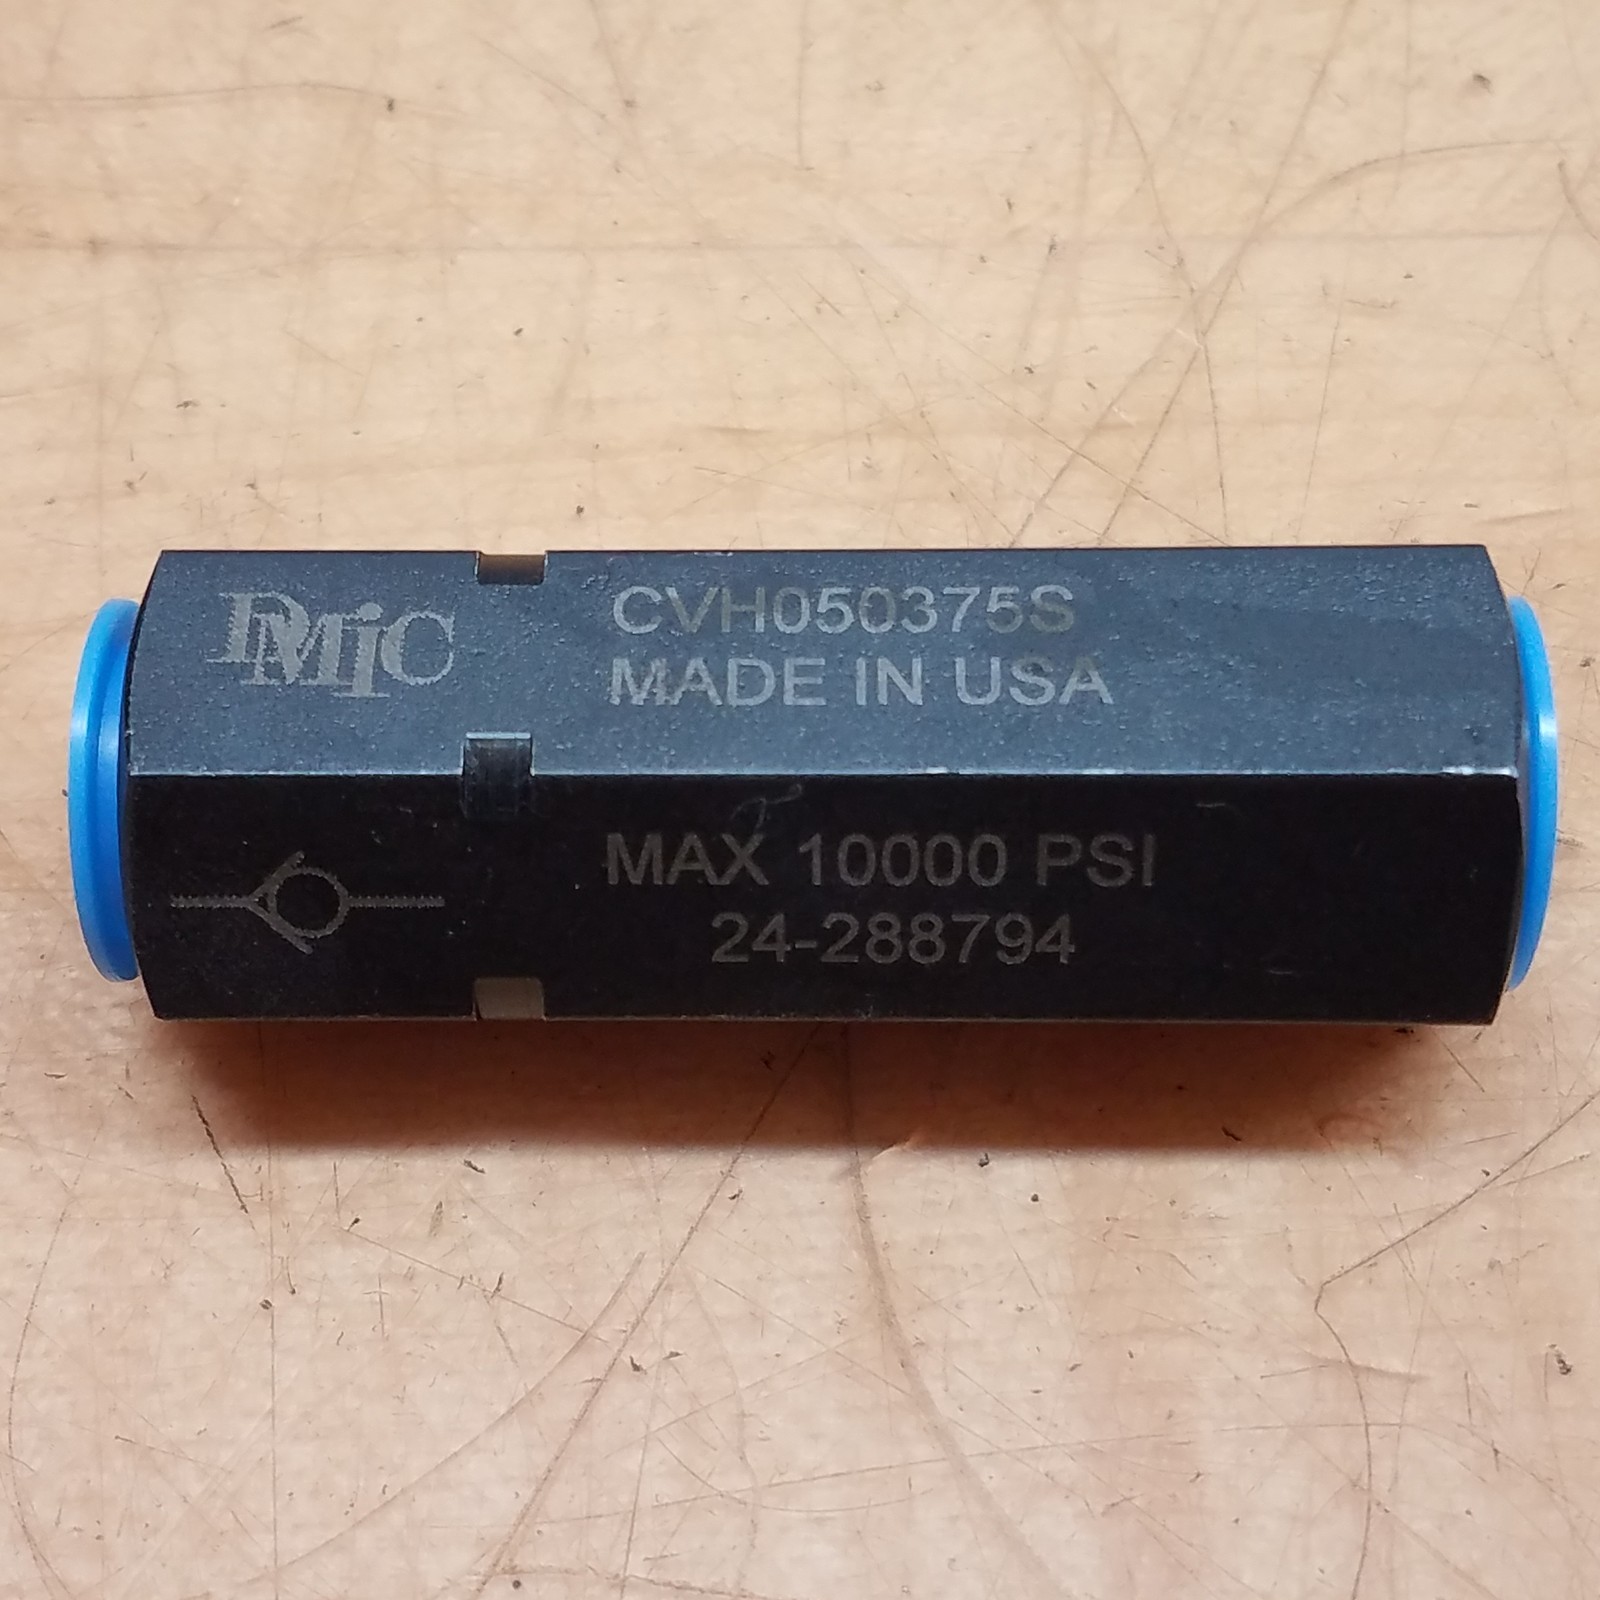 DMIC
CVH050375S
MADE IN USA
MAX 10000 PSI
24-288794